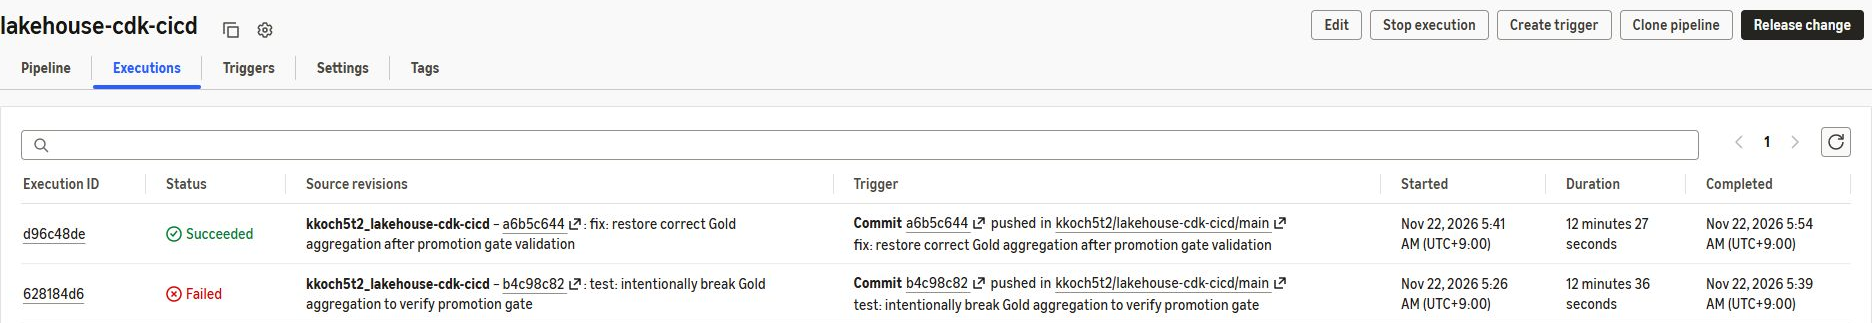 lakehouse-cdk-cicd
Edit
Stop execution
Create trigger
Clone pipeline
Release change
Pipeline
Executions
Triggers
Settings
Tags
1
Execution ID
Status
Source revisions
Trigger
Started
Duration
Completed
d96c48de
Succeeded
kkoch5t2_lakehouse-cdk-cicd – a6b5c644 : fix: restore correct Gold
aggregation after promotion gate validation
Commit a6b5c644 pushed in kkoch5t2/lakehouse-cdk-cicd/main
fix: restore correct Gold aggregation after promotion gate validation
Nov 22, 2026 5:41
AM (UTC+9:00)
12 minutes 27
seconds
Nov 22, 2026 5:54
AM (UTC+9:00)
628184d6
Failed
kkoch5t2_lakehouse-cdk-cicd – b4c98c82 : test: intentionally break Gold
aggregation to verify promotion gate
Commit b4c98c82 pushed in kkoch5t2/lakehouse-cdk-cicd/main
test: intentionally break Gold aggregation to verify promotion gate
Nov 22, 2026 5:26
AM (UTC+9:00)
12 minutes 36
seconds
Nov 22, 2026 5:39
AM (UTC+9:00)